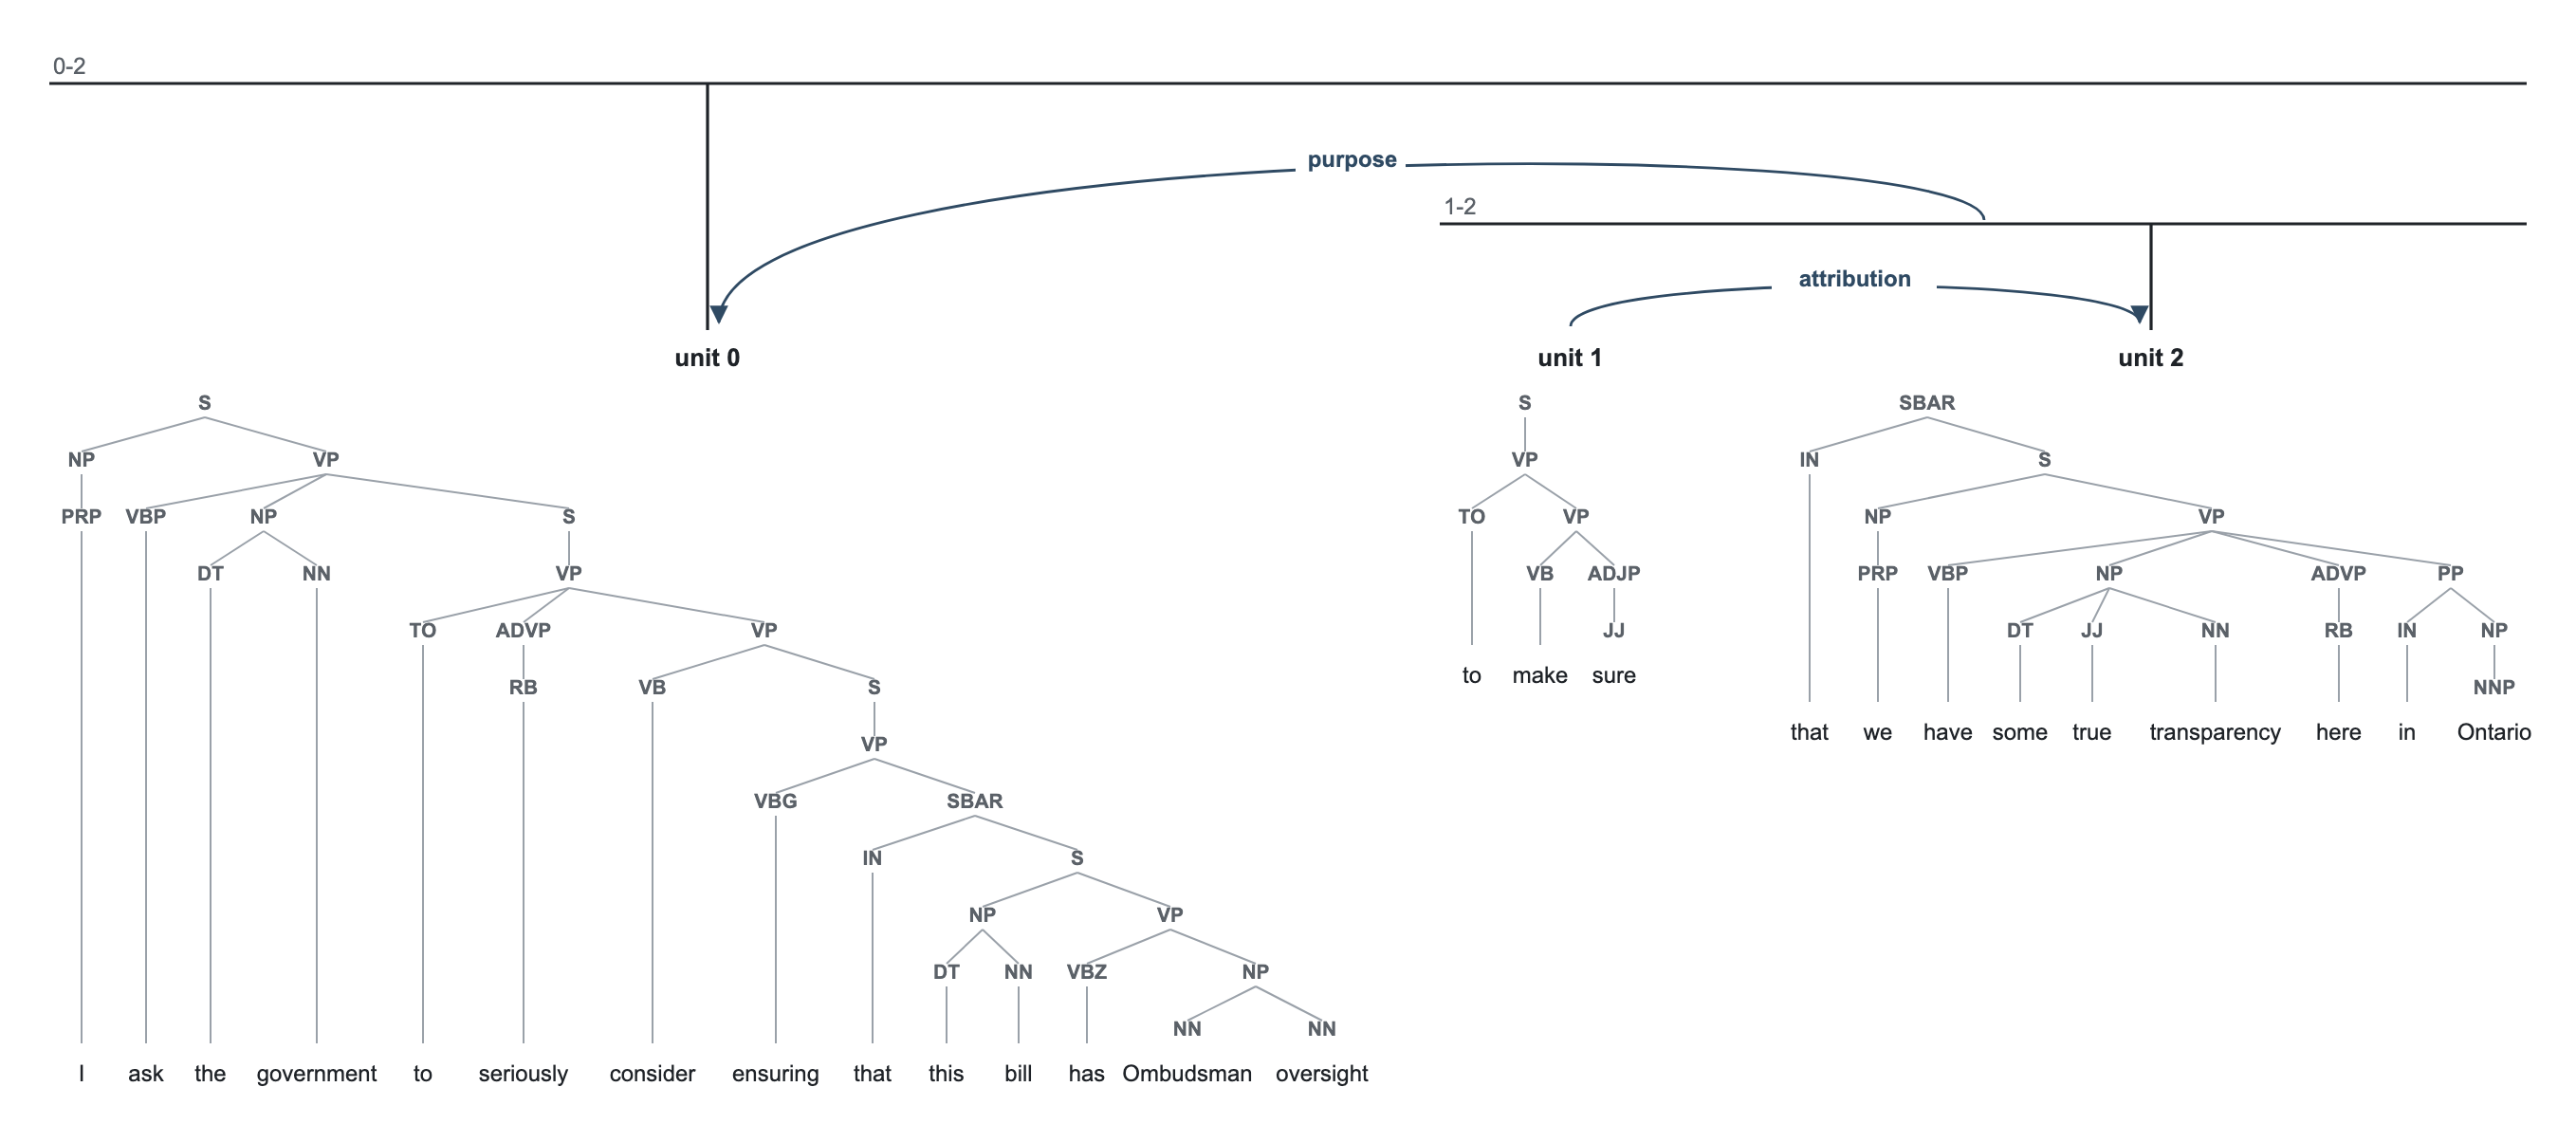 0-2
purpose
1-2
attribution
unit 0 unit 1 unit 2
S S SBAR
NP VP VP IN S
PRP VBP NP S TO VP NP VP
DT NN VP VB ADJP PRP VBP NP ADVP PP
TO ADVP VP JJ DT JJ NN RB IN NP
to make sure
RB VB S NNP
that we have some true transparency here in Ontario
VP
VBG SBAR
IN S
NP VP
DT NN VBZ NP
NN NN
I ask the government to seriously consider ensuring that this bill has Ombudsman oversight